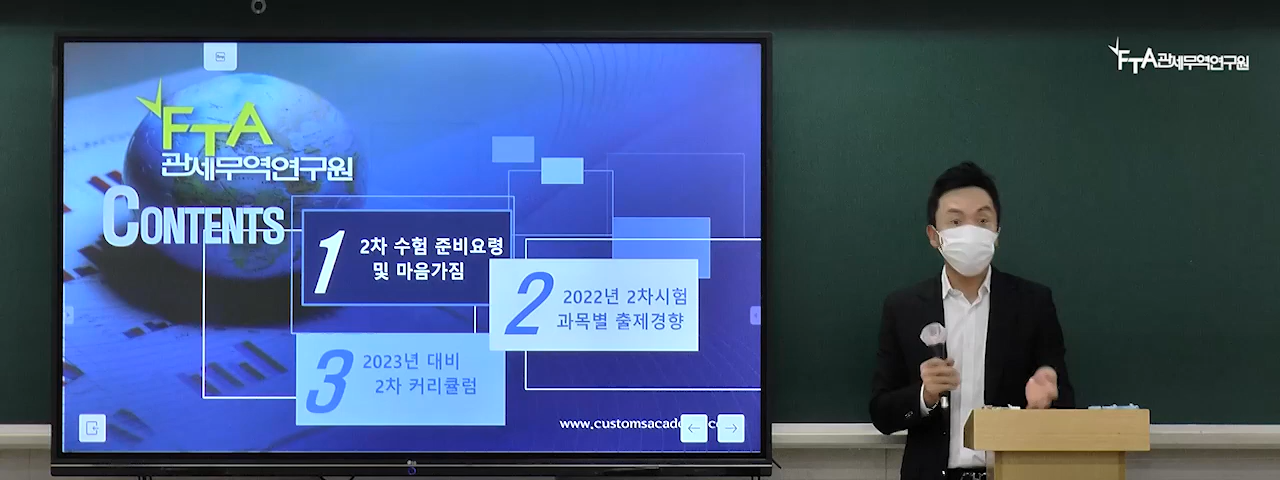 FTA
관세무역연구원
CONTENTS
1
2차 수험 준비요령
및 마음가짐
2
2022년 2차시험
과목별 출제경향
3
2023년 대비
2차 커리큘럼
LG
FTA관세무역연구원